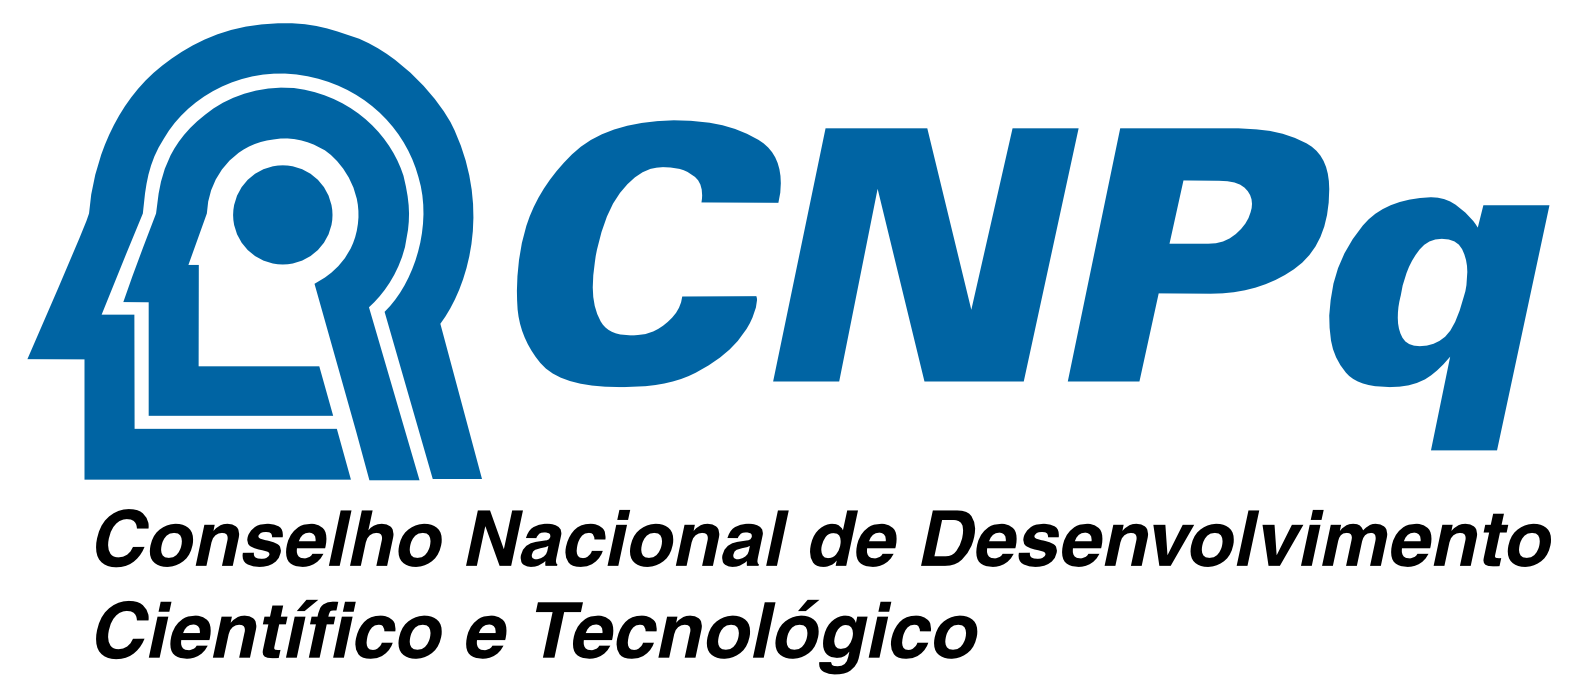 CNPq
Conselho Nacional de Desenvolvimento
Científico e Tecnológico